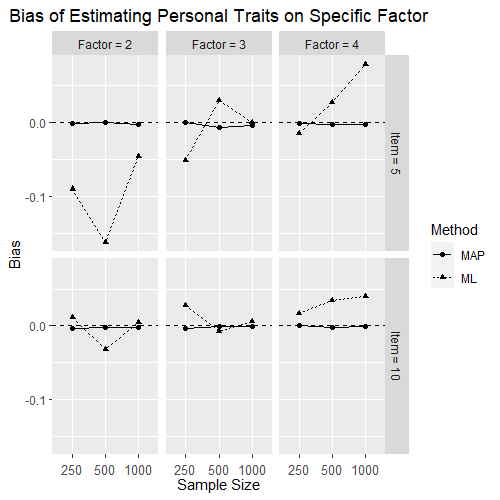 Bias of Estimating Personal Traits on Specific Factor
Factor = 2
Factor = 3
Factor = 4
0.0
-0.1
Item = 5
0.0
-0.1
Item = 10
Bias
250 500 1000
250 500 1000
250 500 1000
Sample Size
Method
MAP
ML